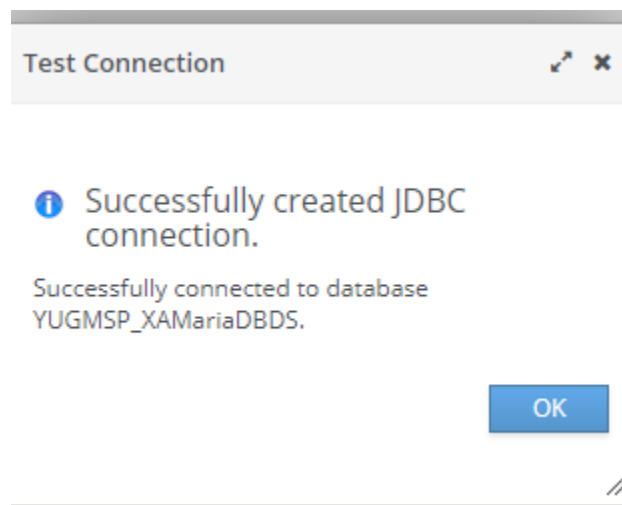 Test Connection
Successfully created JDBC
connection.
Successfully connected to database
YUGMSP_XAMariaDBDS.
OK